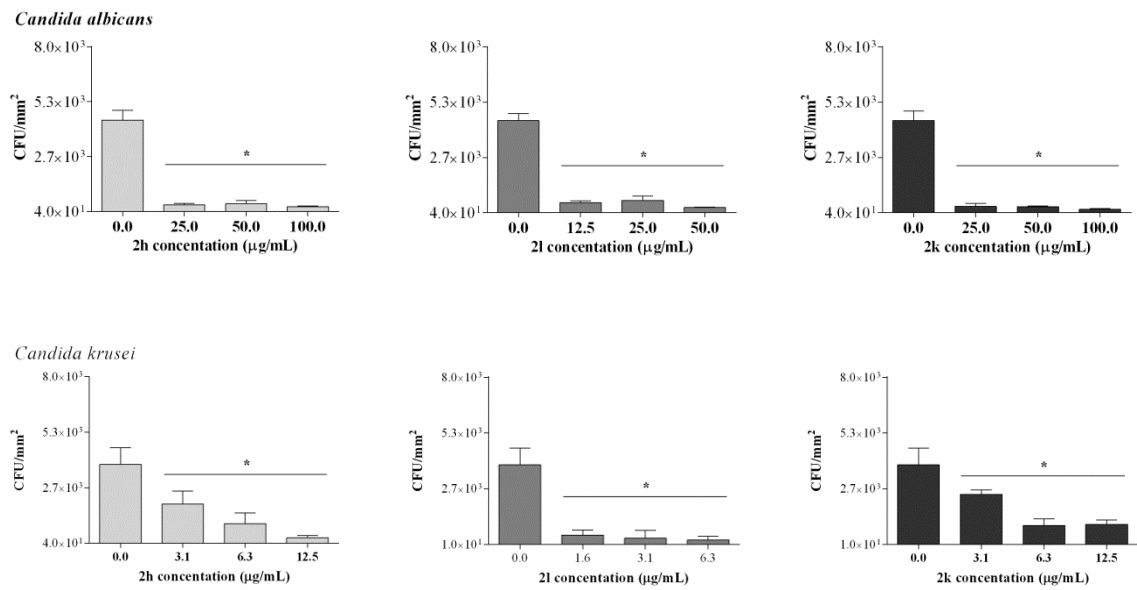 Candida albicans
8.0×10³
5.3×10³
2.7×10³
4.0×10¹
CFU/mm²
*
0.0 25.0 50.0 100.0
2h concentation (µg/mL)
8.0×10³
5.3×10³
2.7×10³
4.0×10¹
CFU/mm²
*
0.0 12.5 25.0 50.0
2l concentation (µg/mL)
8.0×10³
5.3×10³
2.7×10³
4.0×10¹
CFU/mm²
*
0.0 25.0 50.0 100.0
2k concentation (µg/mL)
Candida krusei
8.0×10³
5.3×10³
2.7×10³
4.0×10¹
CFU/mm²
*
0.0 3.1 6.3 12.5
2h concentation (µg/mL)
8.0×10³
5.3×10³
2.7×10³
1.0×10¹
CFU/mm²
*
0.0 1.6 3.1 6.3
2l concentation (µg/mL)
8.0×10³
5.3×10³
2.7×10³
1.0×10¹
CFU/mm²
*
0.0 3.1 6.3 12.5
2k concentation (µg/mL)